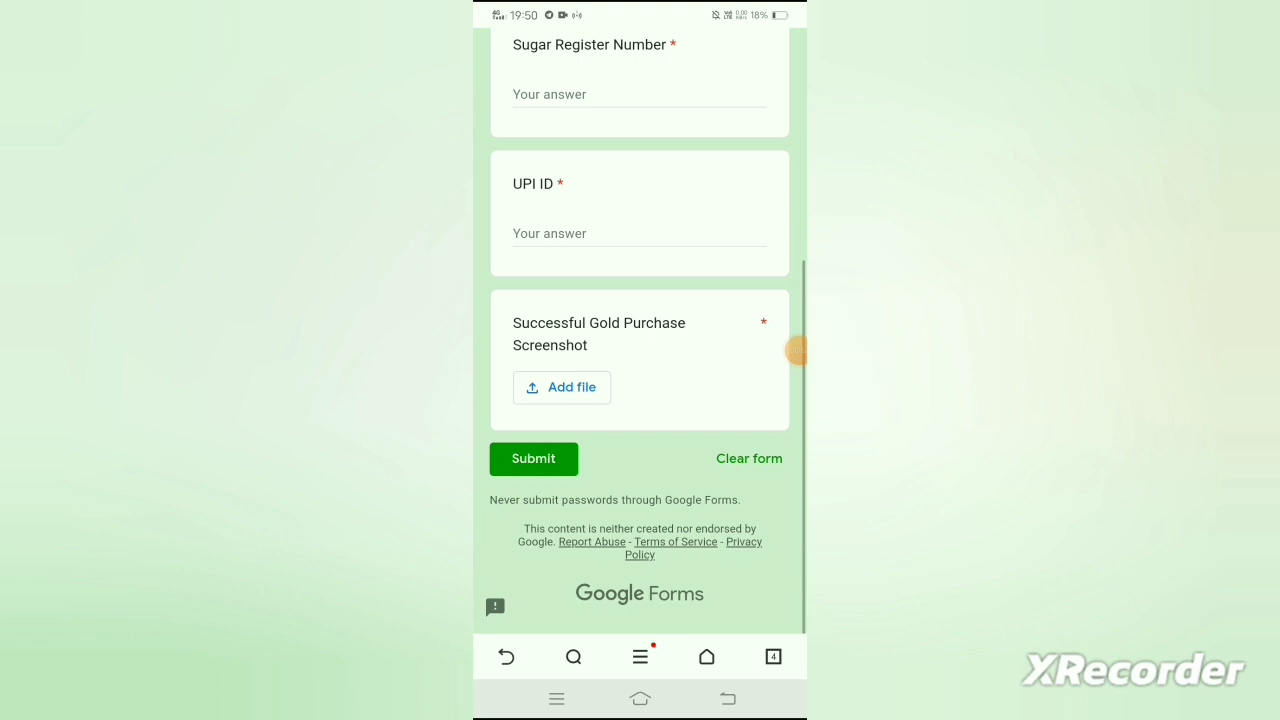 19:50
18%
Sugar Register Number *
Your answer
UPI ID *
Your answer
Successful Gold Purchase *
Screenshot
Add file
Submit
Clear form
Never submit passwords through Google Forms.
This content is neither created nor endorsed by
Google. Report Abuse - Terms of Service - Privacy
Policy
Google Forms
4
XRecorder